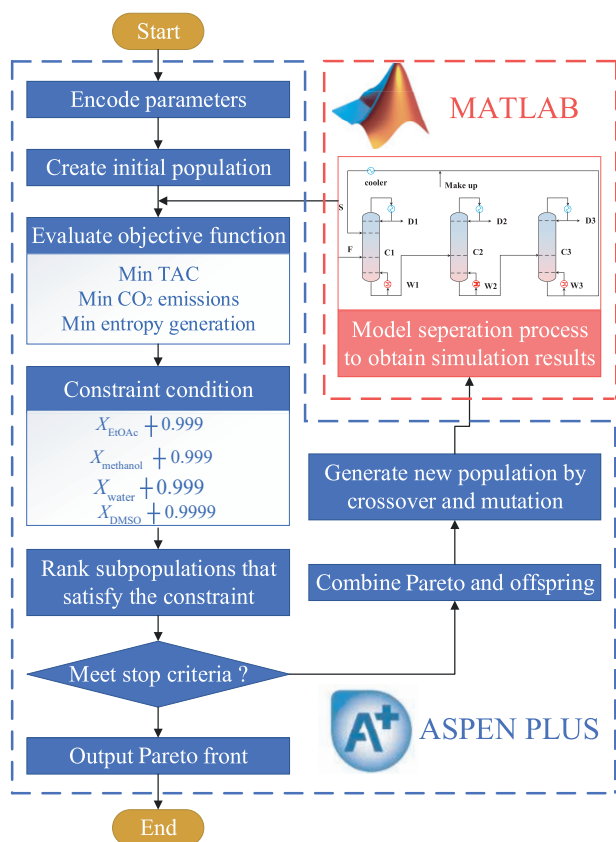 Start
Encode parameters
Create initial population
Evaluate objective function
Min TAC
Min CO2 emissions
Min entropy generation
Constraint condition
XEtOAc ┼ 0.999
Xmethanol ┼ 0.999
Xwater ┼ 0.999
XDMSO ┼ 0.9999
Rank subpopulations that
satisfy the constraint
Meet stop criteria ?
Output Pareto front
End
MATLAB
cooler
Make up
S
D1
D2
D3
F
C1
C2
C3
W1
W2
W3
Model seperation process
to obtain simulation results
Generate new population by
crossover and mutation
Combine Pareto and offspring
A+
ASPEN PLUS